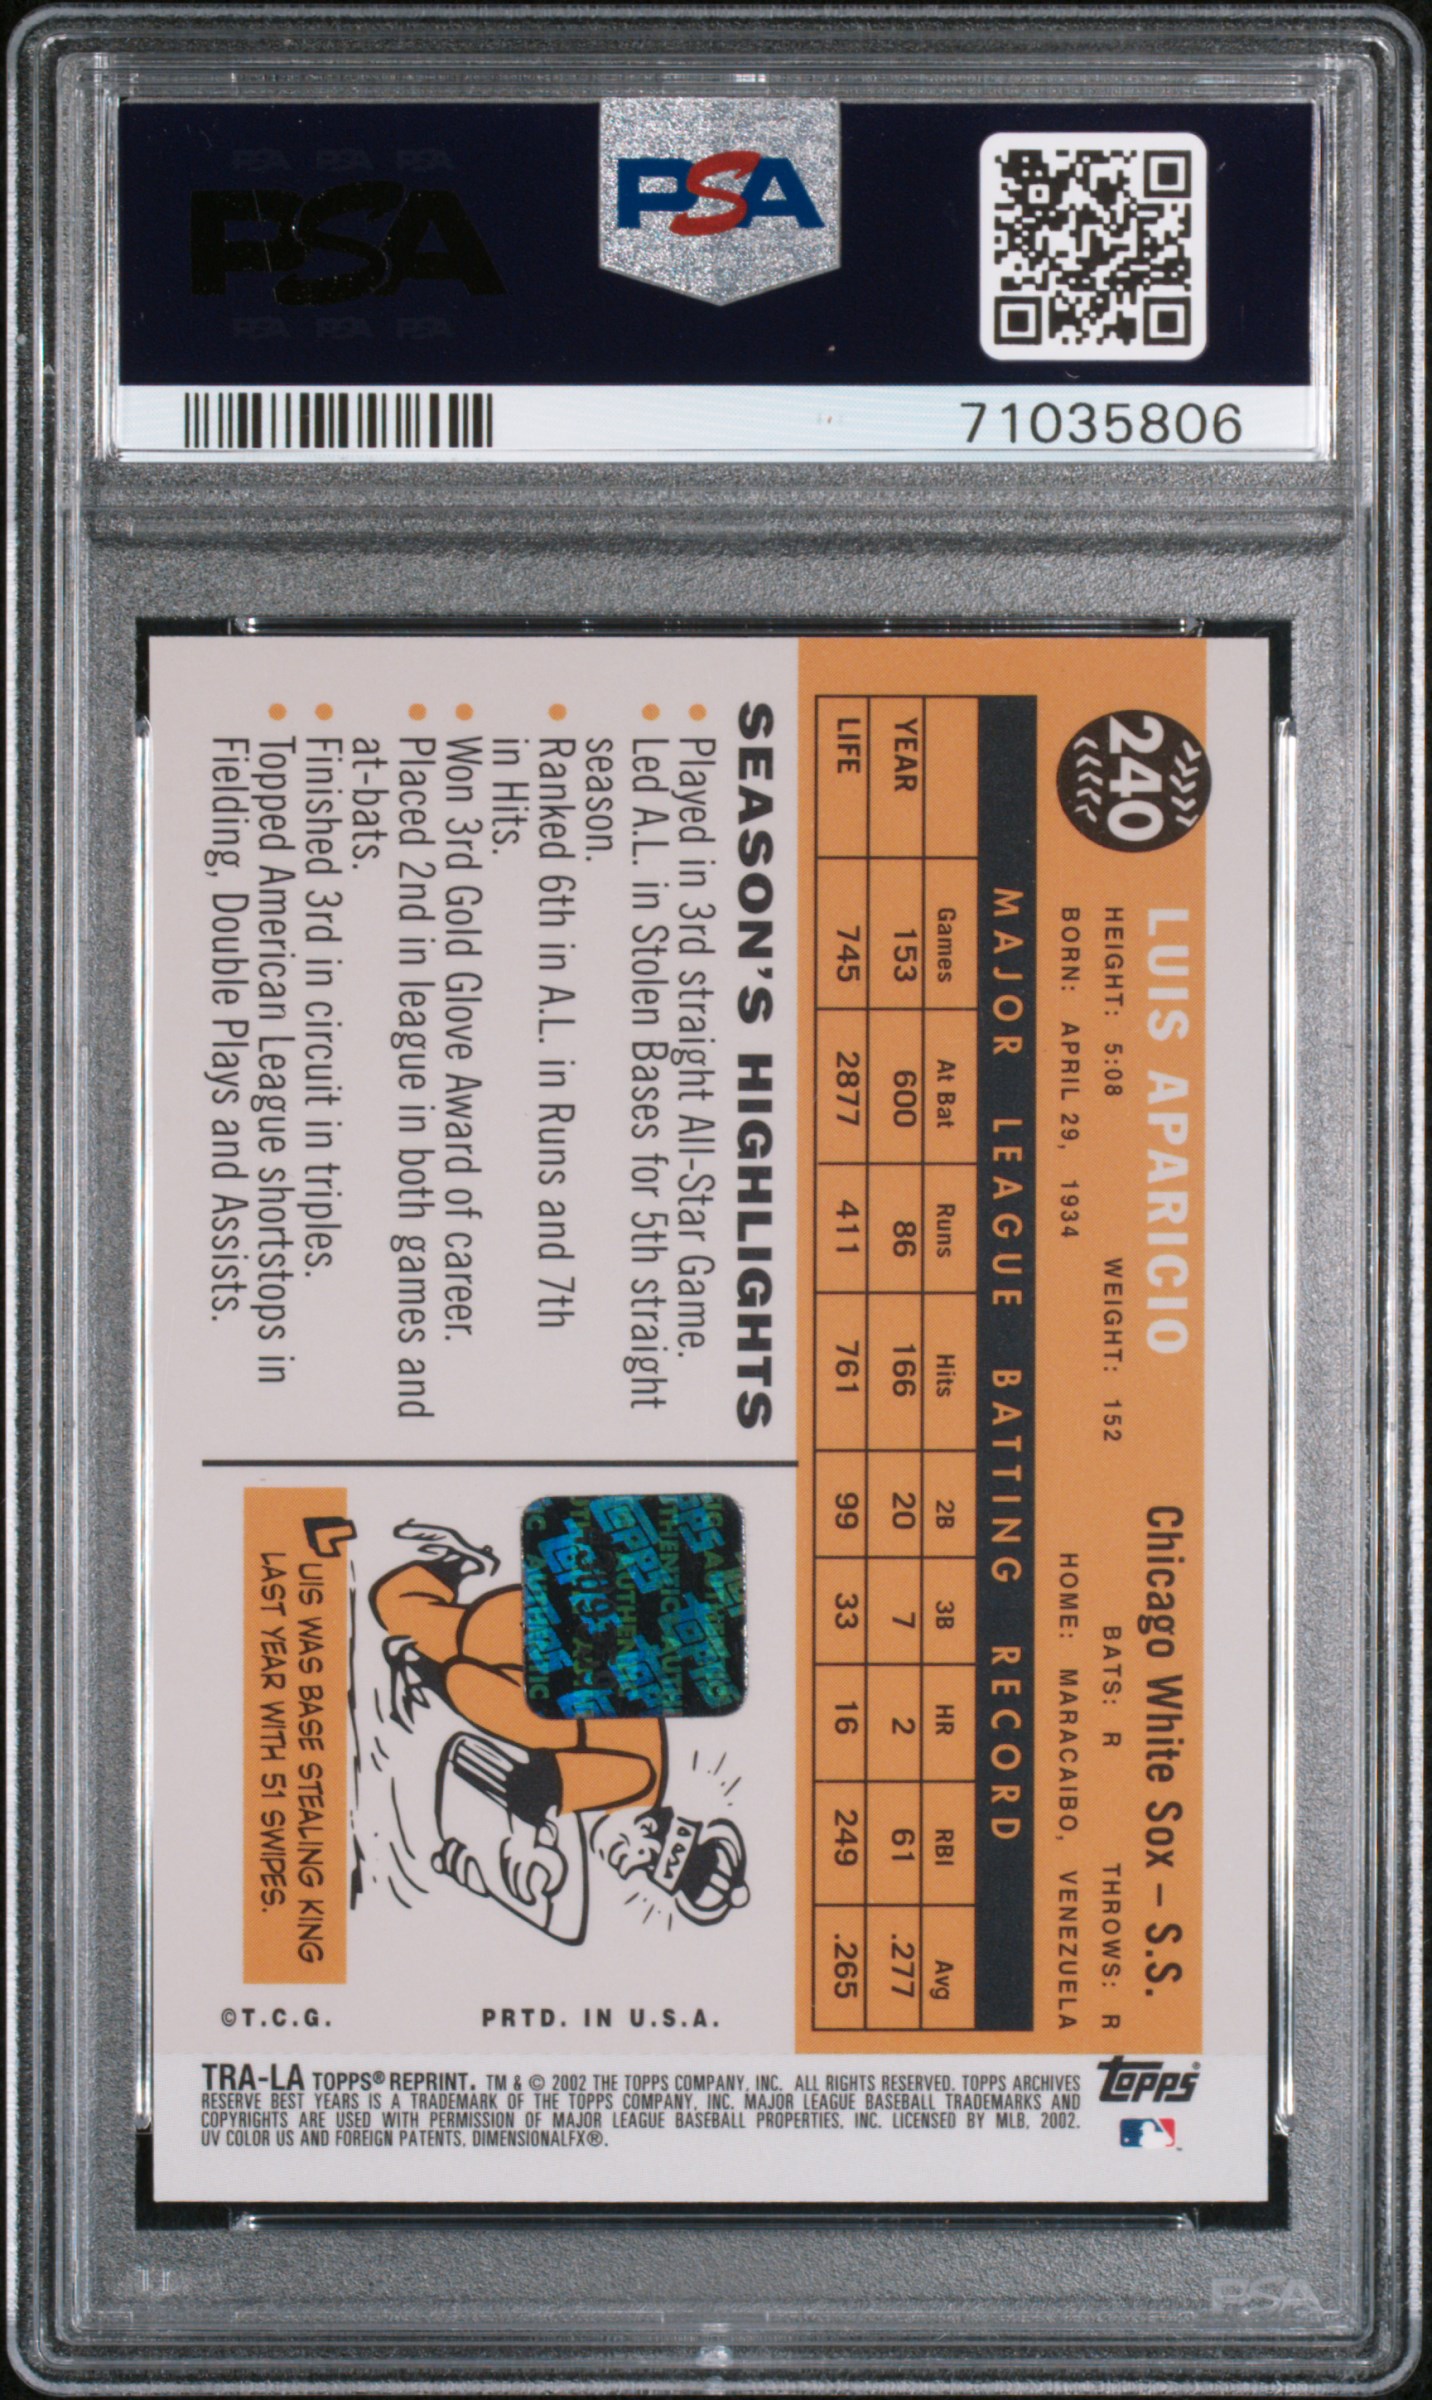 PSA PSA PSA
PSA
PSA PSA PSA
PSA
71035806
240
LUIS APARICIO
Chicago White Sox – S.S.
HEIGHT: 5:08 WEIGHT: 152 BATS: R THROWS: R
BORN: APRIL 29, 1934 HOME: MARACAIBO, VENEZUELA
MAJOR LEAGUE BATTING RECORD
Games At Bat Runs Hits 2B 3B HR RBI Avg
YEAR 153 600 86 166 20 7 2 61 .277
LIFE 745 2877 411 761 99 33 16 249 .265
SEASON'S HIGHLIGHTS
• Played in 3rd straight All-Star Game.
• Led A.L. in Stolen Bases for 5th straight
season.
• Ranked 6th in A.L. in Runs and 7th
in Hits.
• Won 3rd Gold Glove Award of career.
• Placed 2nd in league in both games and
at-bats.
• Finished 3rd in circuit in triples.
• Topped American League shortstops in
Fielding, Double Plays and Assists.
LUIS WAS BASE STEALING KING
LAST YEAR WITH 51 SWIPES.
PRTD. IN U.S.A.
©T.C.G.
Topps
TRA-LA TOPPS® REPRINT. TM & © 2002 THE TOPPS COMPANY, INC. ALL RIGHTS RESERVED. TOPPS ARCHIVES
RESERVE BEST YEARS IS A TRADEMARK OF THE TOPPS COMPANY, INC. MAJOR LEAGUE BASEBALL TRADEMARKS AND
COPYRIGHTS ARE USED WITH PERMISSION OF MAJOR LEAGUE BASEBALL PROPERTIES, INC. LICENSED BY MLB, 2002.
UV COLOR US AND FOREIGN PATENTS, DIMENSIONALFX®.
PSA